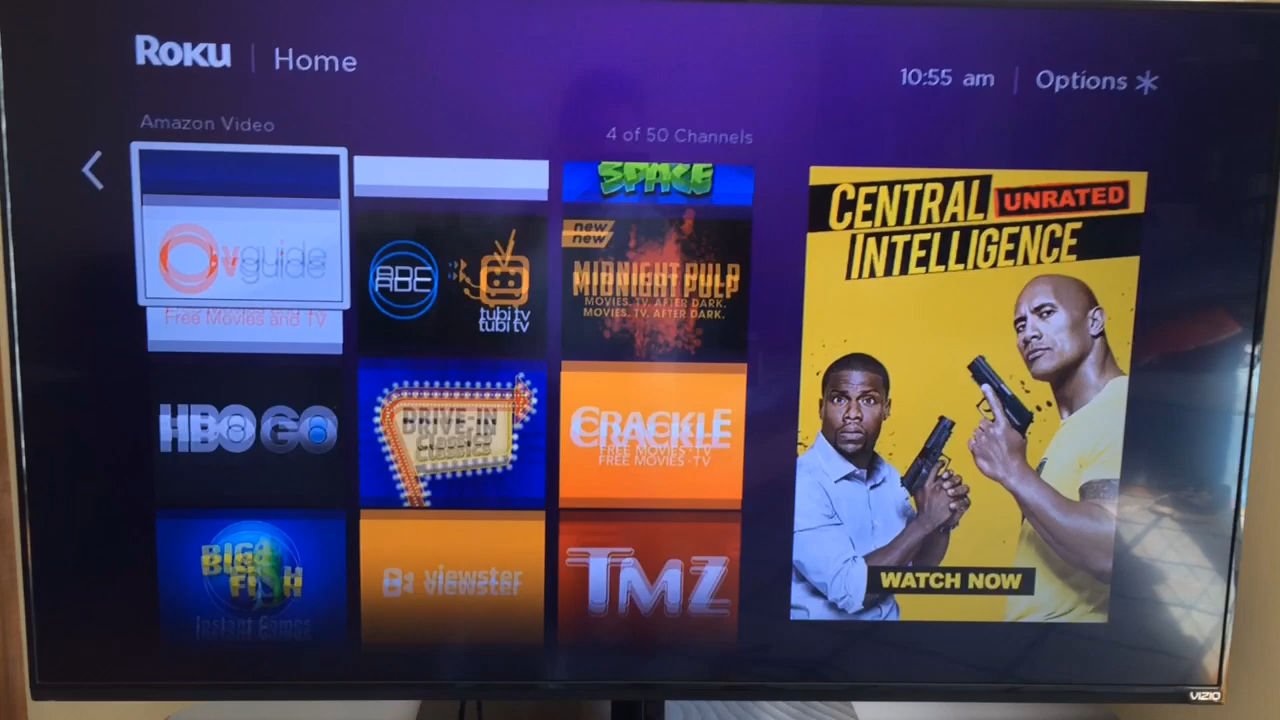 Roku | Home
10:55 am | Options
Amazon Video
4 of 50 Channels
SPACE
tvguide
Free Movies and TV
ABC
tubi tv
new
MIDNIGHT PULP
MOVIES. TV. AFTER DARK.
HBO GO
DRIVE-IN
Classics
CRACKLE
FREE MOVIES · TV
BIG FISH
Instant Games
viewster
TMZ
CENTRAL
UNRATED
INTELLIGENCE
WATCH NOW
VIZIO